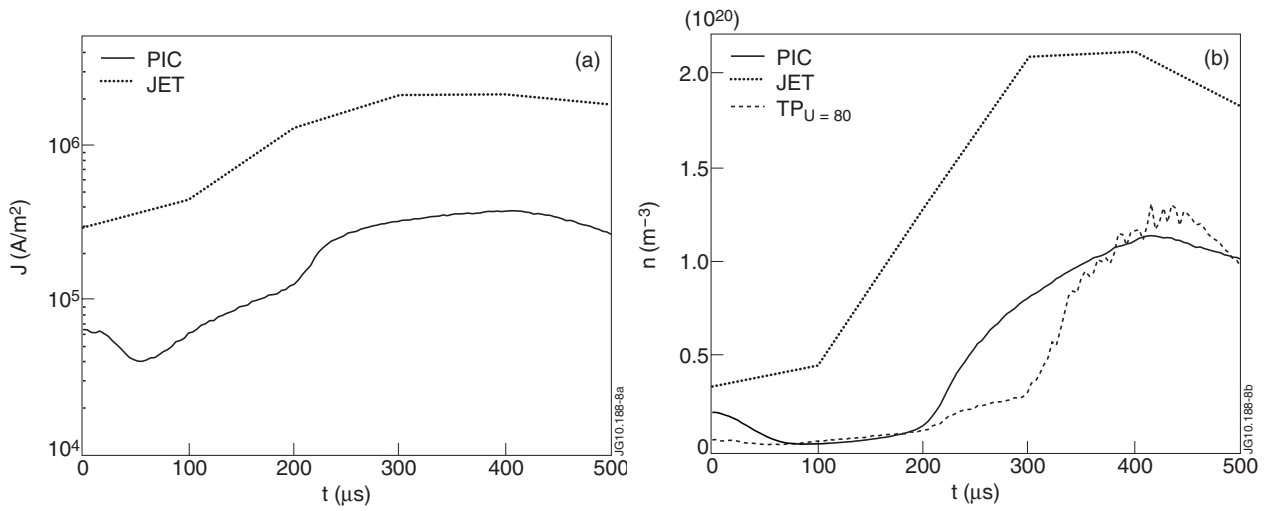 (a)
PIC
JET
10⁶
10⁵
10⁴
J (A/m²)
0 100 200 300 400 500
t (µs)
JG10.188-8a
(10²⁰)
(b)
PIC
JET
TP_{U = 80}
2.0
1.5
1.0
0.5
0
n (m⁻³)
0 100 200 300 400 500
t (µs)
JG10.188-8b